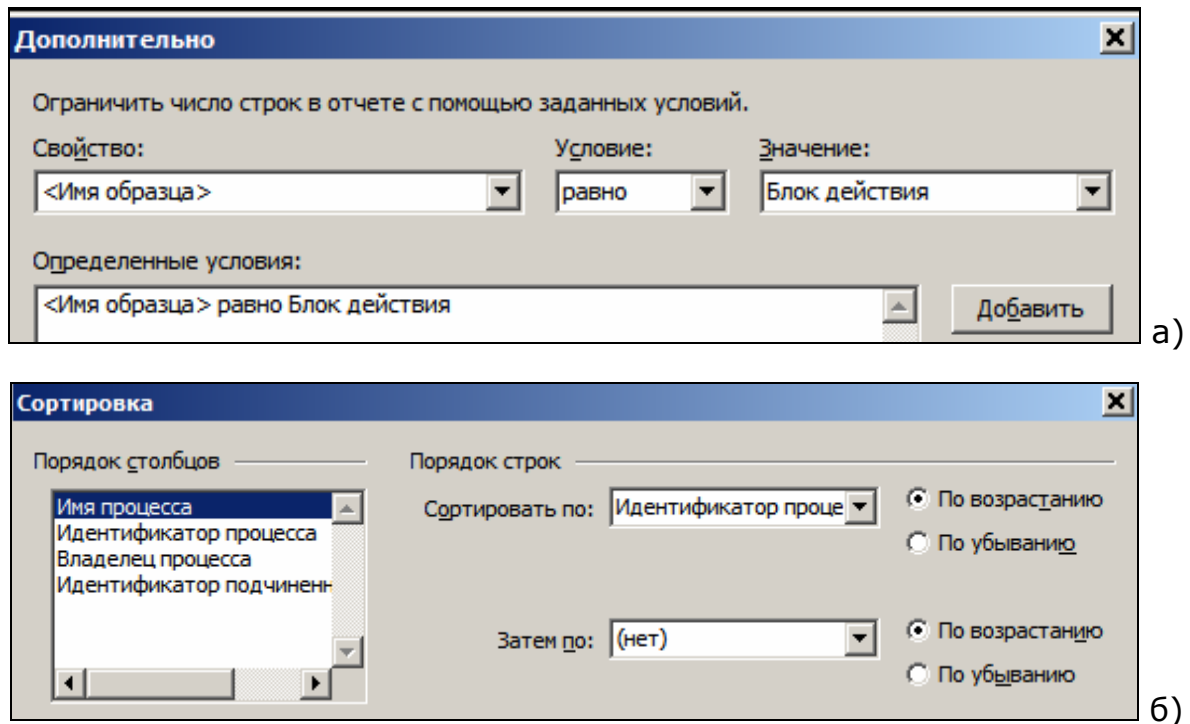 Дополнительно
Ограничить число строк в отчете с помощью заданных условий.
Свойство: Условие: Значение:
<Имя образца> равно Блок действия
Определенные условия:
<Имя образца> равно Блок действия Добавить
а)
Сортировка
Порядок столбцов Порядок строк
Имя процесса
Идентификатор процесса
Владелец процесса
Идентификатор подчиненн
Сортировать по: Идентификатор проце По возрастанию
По убыванию
Затем по: (нет) По возрастанию
По убыванию
б)